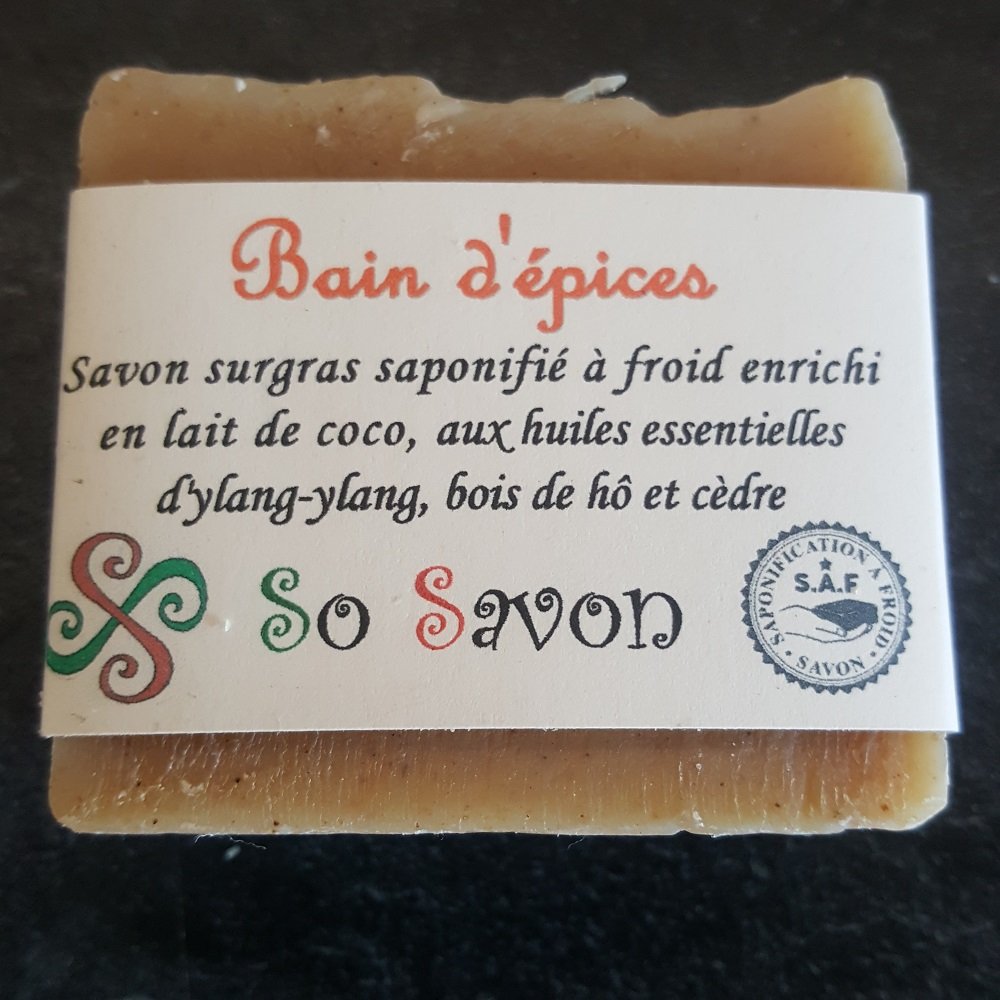 Bain d'épices
Savon surgras saponifié à froid enrichi
en lait de coco, aux huiles essentielles
d'ylang-ylang, bois de hô et cèdre
So Savon
SAPONIFICATION À FROID
S.A.F
• SAVON •